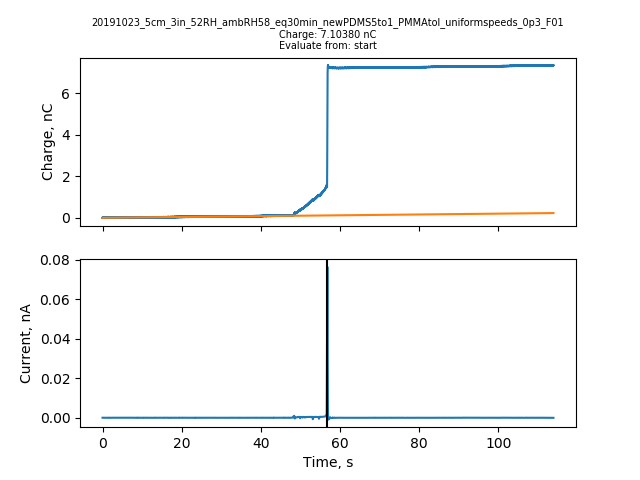 20191023_5cm_3in_52RH_ambRH58_eq30min_newPDMS5to1_PMMAtol_uniformspeeds_0p3_F01
Charge: 7.10380 nC
Evaluate from: start
Charge, nC
6
4
2
0
Current, nA
0.08
0.06
0.04
0.02
0.00
0 20 40 60 80 100
Time, s